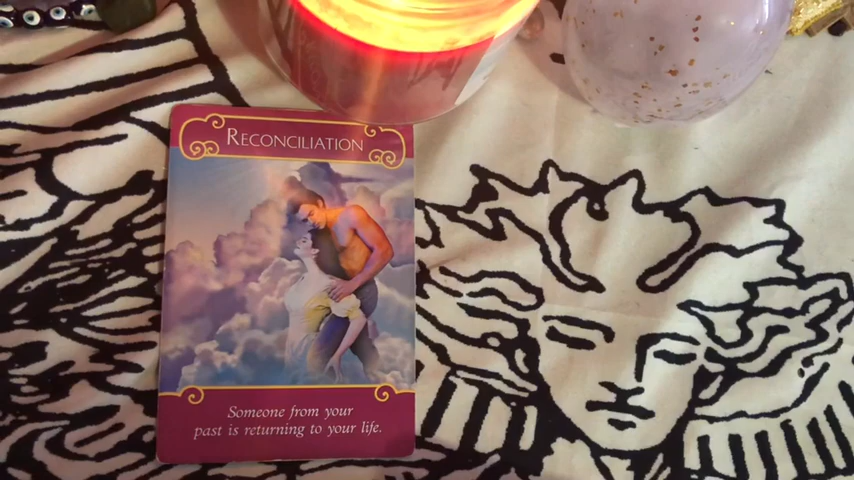 RECONCILIATION
Someone from your
past is returning to your life.